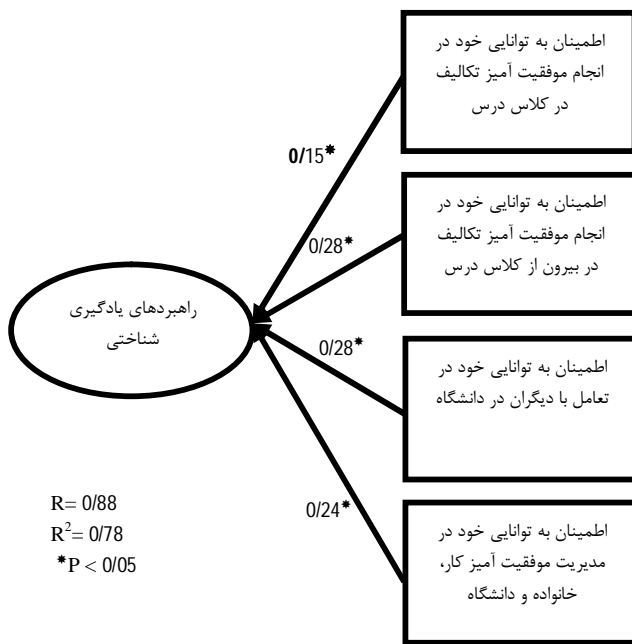 اطمینان به توانایی خود در
انجام موفقیت آمیز تکالیف
در کلاس درس
0/15*
اطمینان به توانایی خود در
انجام موفقیت آمیز تکالیف
در بیرون از کلاس درس
0/28*
راهبردهای یادگیری
شناختی
اطمینان به توانایی خود در
تعامل با دیگران در دانشگاه
0/28*
اطمینان به توانایی خود در
مدیریت موفقیت آمیز کار،
خانواده و دانشگاه
0/24*
R= 0/88
R²= 0/78
*P < 0/05